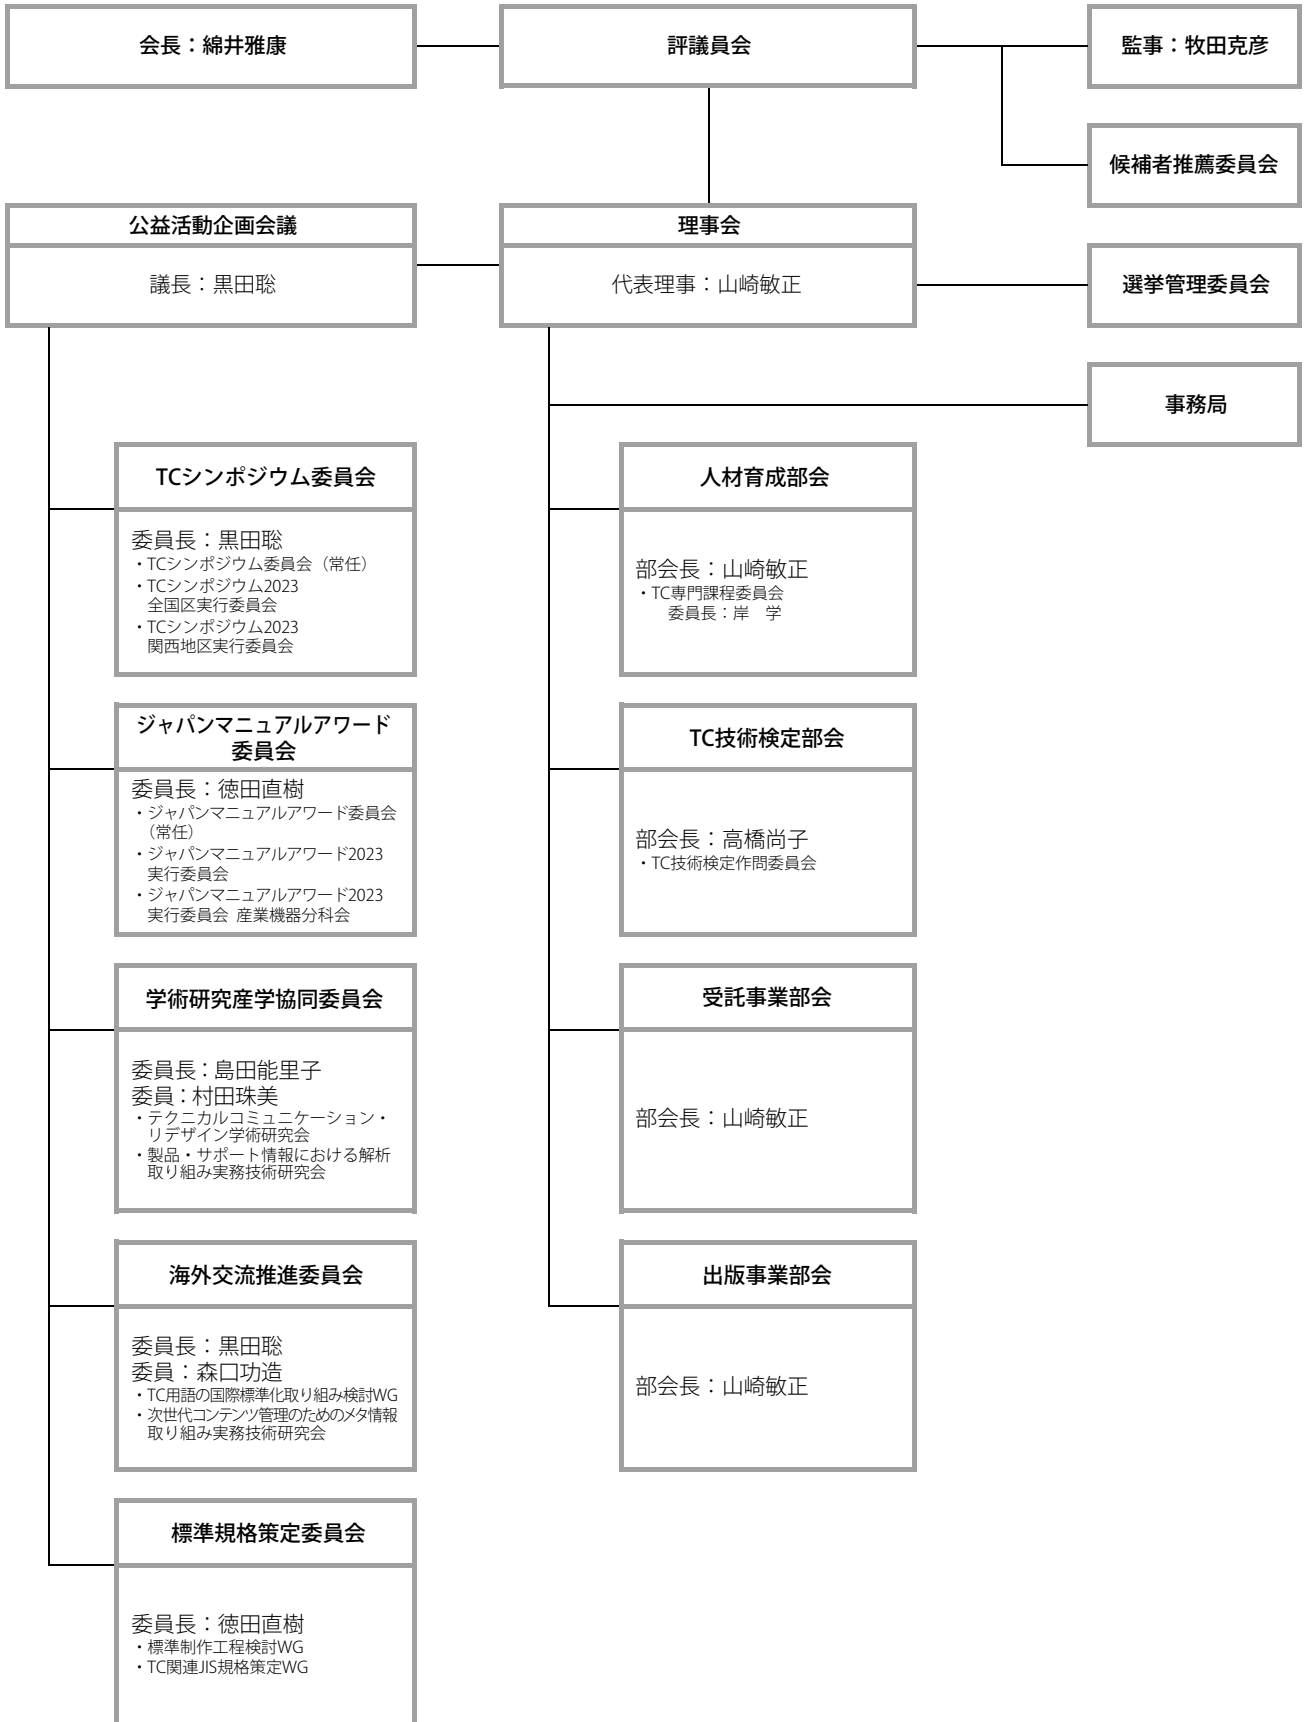 会長：綿井雅康
評議員会
監事：牧田克彦
候補者推薦委員会
公益活動企画会議
議長：黒田聡
理事会
代表理事：山崎敏正
選挙管理委員会
事務局
TCシンポジウム委員会
委員長：黒田聡
・TCシンポジウム委員会（常任）
・TCシンポジウム2023
全国区実行委員会
・TCシンポジウム2023
関西地区実行委員会
ジャパンマニュアルアワード
委員会
委員長：徳田直樹
・ジャパンマニュアルアワード委員会
（常任）
・ジャパンマニュアルアワード2023
実行委員会
・ジャパンマニュアルアワード2023
実行委員会 産業機器分科会
学術研究産学協同委員会
委員長：島田能里子
委員：村田珠美
・テクニカルコミュニケーション・
リデザイン学術研究会
・製品・サポート情報における解析
取り組み実務技術研究会
海外交流推進委員会
委員長：黒田聡
委員：森口功造
・TC用語の国際標準化取り組み検討WG
・次世代コンテンツ管理のためのメタ情報
取り組み実務技術研究会
標準規格策定委員会
委員長：徳田直樹
・標準制作工程検討WG
・TC関連JIS規格策定WG
人材育成部会
部会長：山崎敏正
・TC専門課程委員会
委員長：岸　学
TC技術検定部会
部会長：高橋尚子
・TC技術検定作問委員会
受託事業部会
部会長：山崎敏正
出版事業部会
部会長：山崎敏正